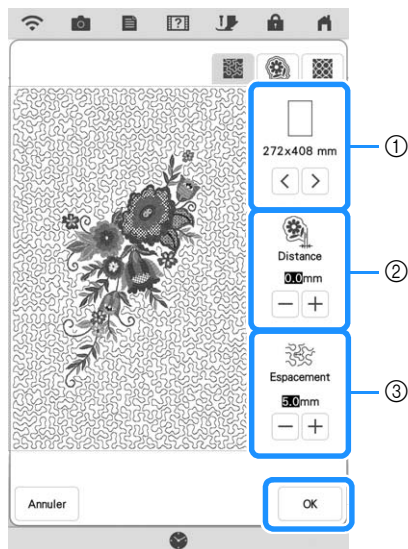 272x408 mm
①
Distance
0.0mm
②
Espacement
5.0mm
③
Annuler
OK